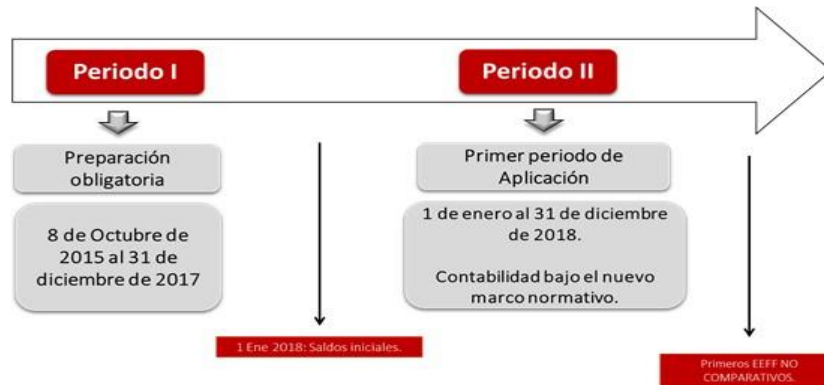 Periodo I
Periodo II
Preparación
obligatoria
Primer periodo de
Aplicación
8 de Octubre de
2015 al 31 de
diciembre de 2017
1 de enero al 31 de diciembre
de 2018.
Contabilidad bajo el nuevo
marco normativo.
1 Ene 2018: Saldos iniciales.
Primeros EEFF NO
COMPARATIVOS.